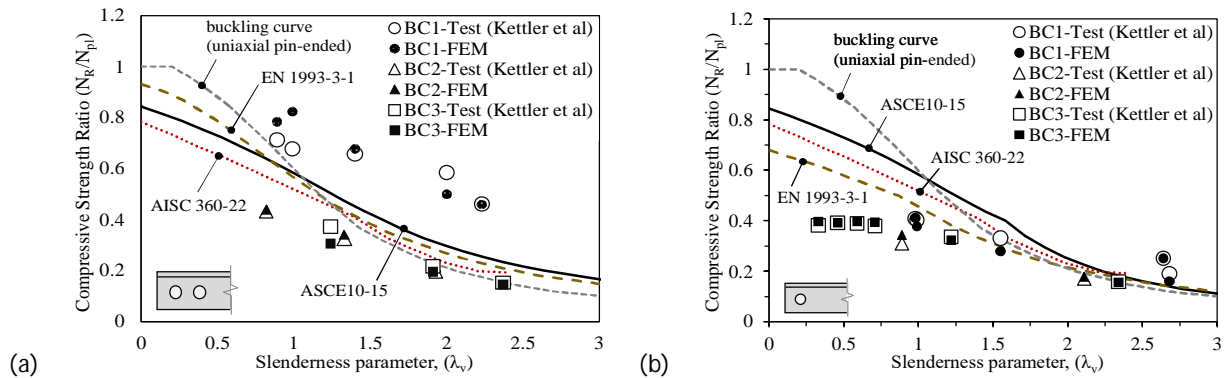 (a)
Compressive Strength Ratio (N_R/N_pl)
1.2
1
0.8
0.6
0.4
0.2
0
0
0.5
1
1.5
2
2.5
3
Slenderness parameter, (λ_v)
buckling curve
(uniaxial pin-ended)
EN 1993-3-1
AISC 360-22
ASCE10-15
BC1-Test (Kettler et al)
BC1-FEM
BC2-Test (Kettler et al)
BC2-FEM
BC3-Test (Kettler et al)
BC3-FEM
(b)
Compressive Strength Ratio (N_R/N_pl)
1.2
1
0.8
0.6
0.4
0.2
0
0
0.5
1
1.5
2
2.5
3
Slenderness parameter, (λ_v)
buckling curve
(uniaxial pin-ended)
ASCE10-15
AISC 360-22
EN 1993-3-1
BC1-Test (Kettler et al)
BC1-FEM
BC2-Test (Kettler et al)
BC2-FEM
BC3-Test (Kettler et al)
BC3-FEM